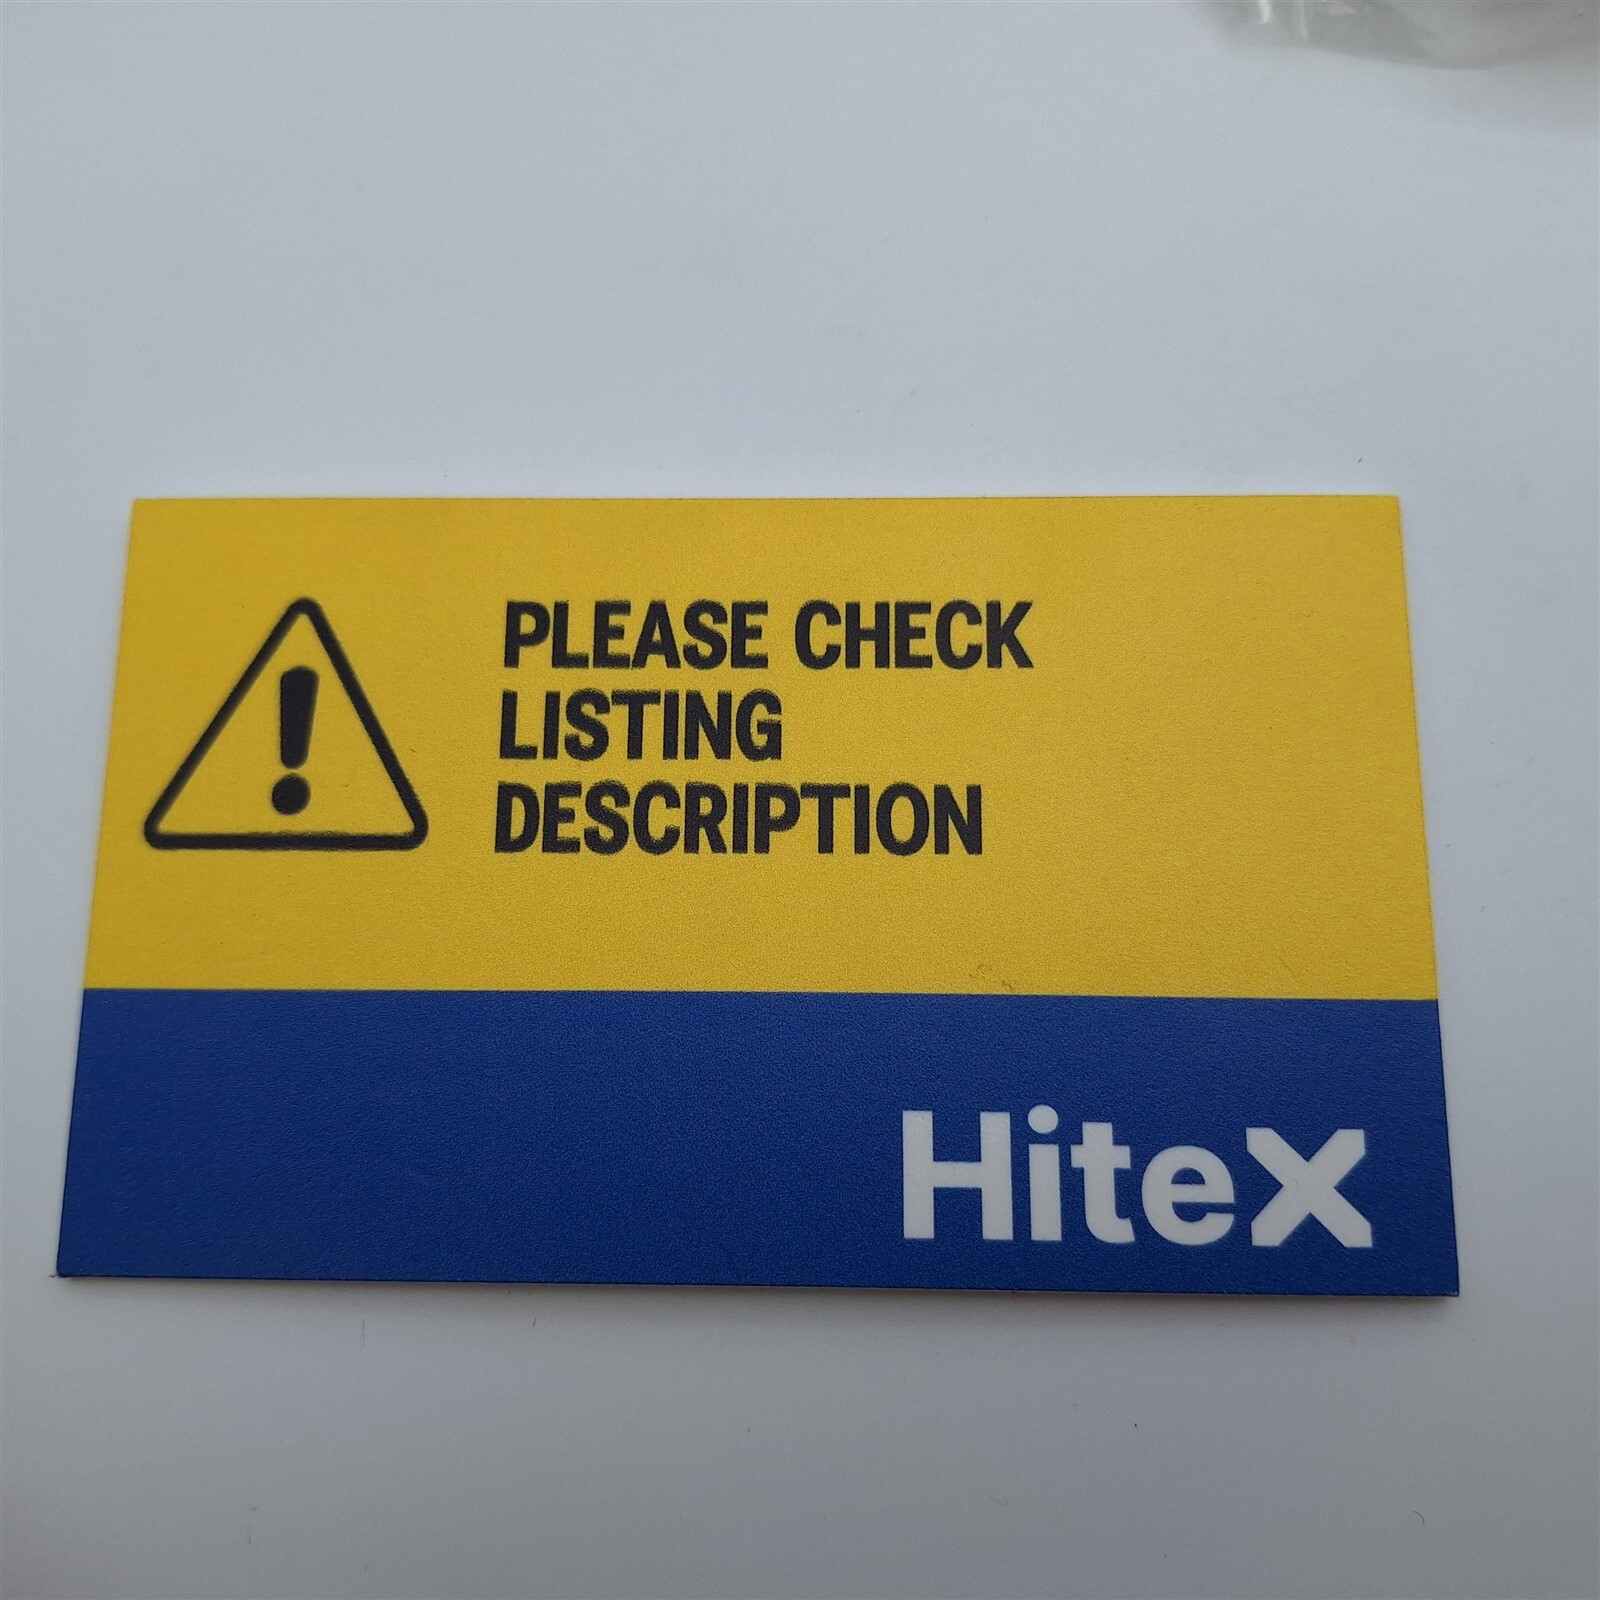 PLEASE CHECK
LISTING
DESCRIPTION
Hitex